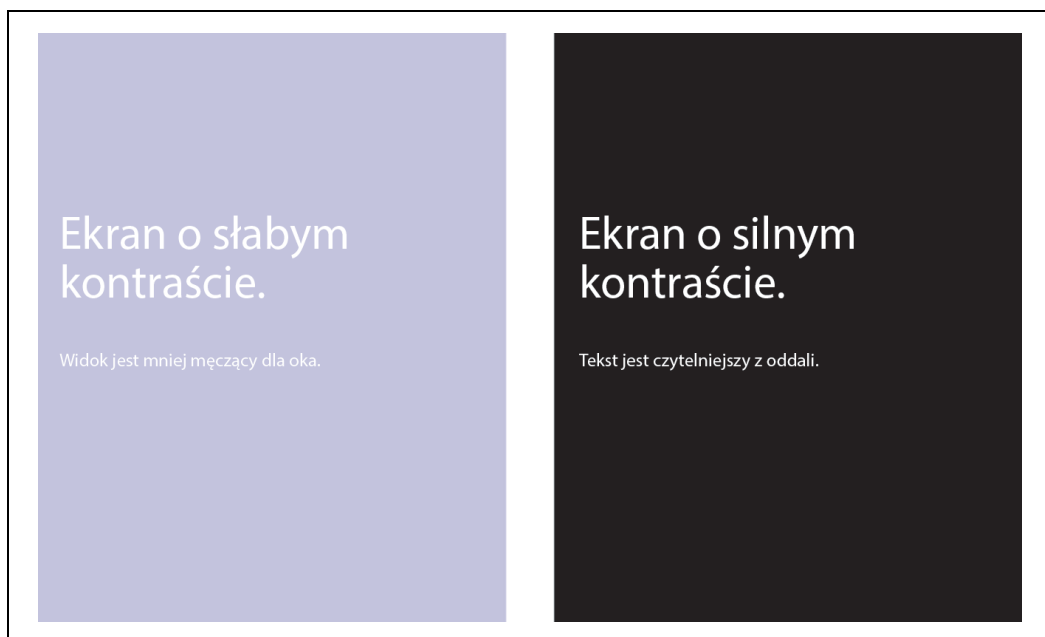 Ekran o słabym
kontraście.
Widok jest mniej męczący dla oka.
Ekran o silnym
kontraście.
Tekst jest czytelniejszy z oddali.